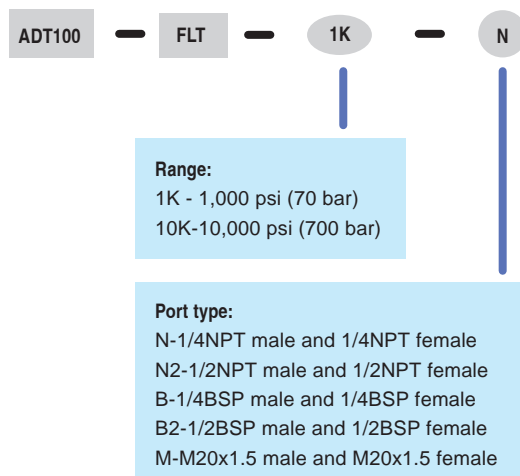 ADT100 — FLT — 1K — N
Range:
1K - 1,000 psi (70 bar)
10K-10,000 psi (700 bar)
Port type:
N-1/4NPT male and 1/4NPT female
N2-1/2NPT male and 1/2NPT female
B-1/4BSP male and 1/4BSP female
B2-1/2BSP male and 1/2BSP female
M-M20x1.5 male and M20x1.5 female